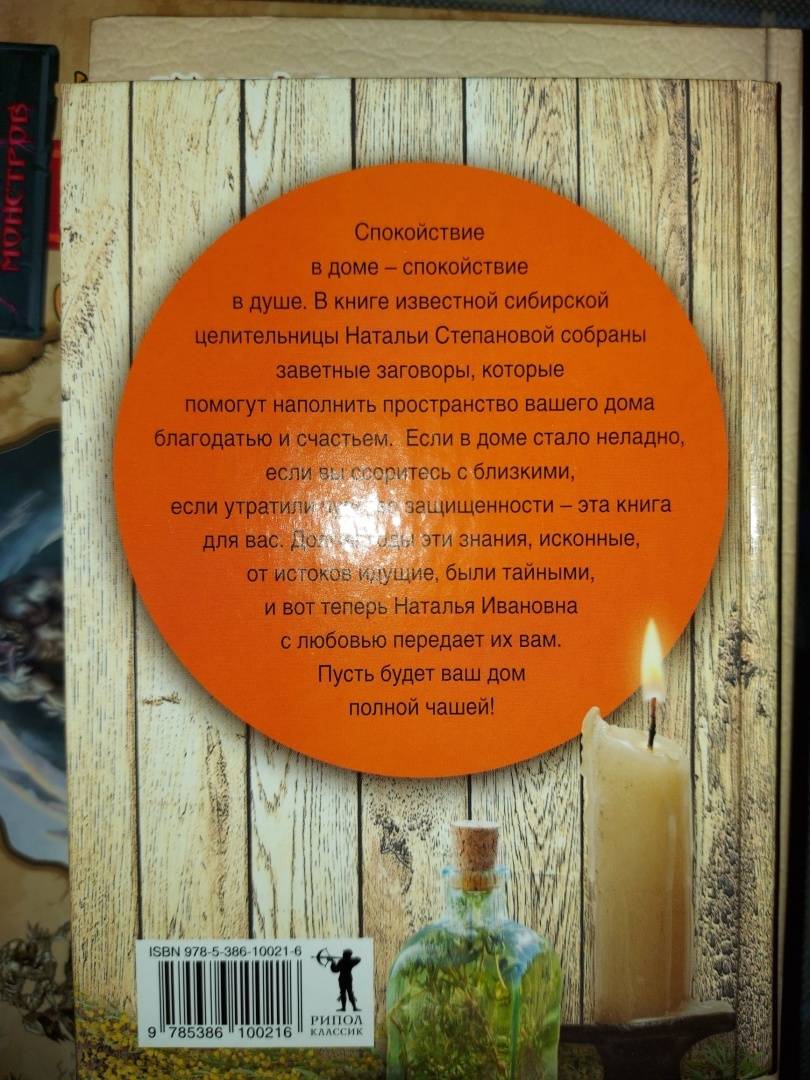 МОНСТРОВ
Спокойствие
в доме – спокойствие
в душе. В книге известной сибирской
целительницы Натальи Степановой собраны
заветные заговоры, которые
помогут наполнить пространство вашего дома
благодатью и счастьем. Если в доме стало неладно,
если вы ссоритесь с близкими,
если утратили защищенности – эта книга
для вас. Долгие годы эти знания, исконные,
от истоков идущие, были тайными,
и вот теперь Наталья Ивановна
с любовью передает их вам.
Пусть будет ваш дом
полной чашей!
ISBN 978-5-386-10021-6
9 785386 100216
РИПОЛ
КЛАССИК